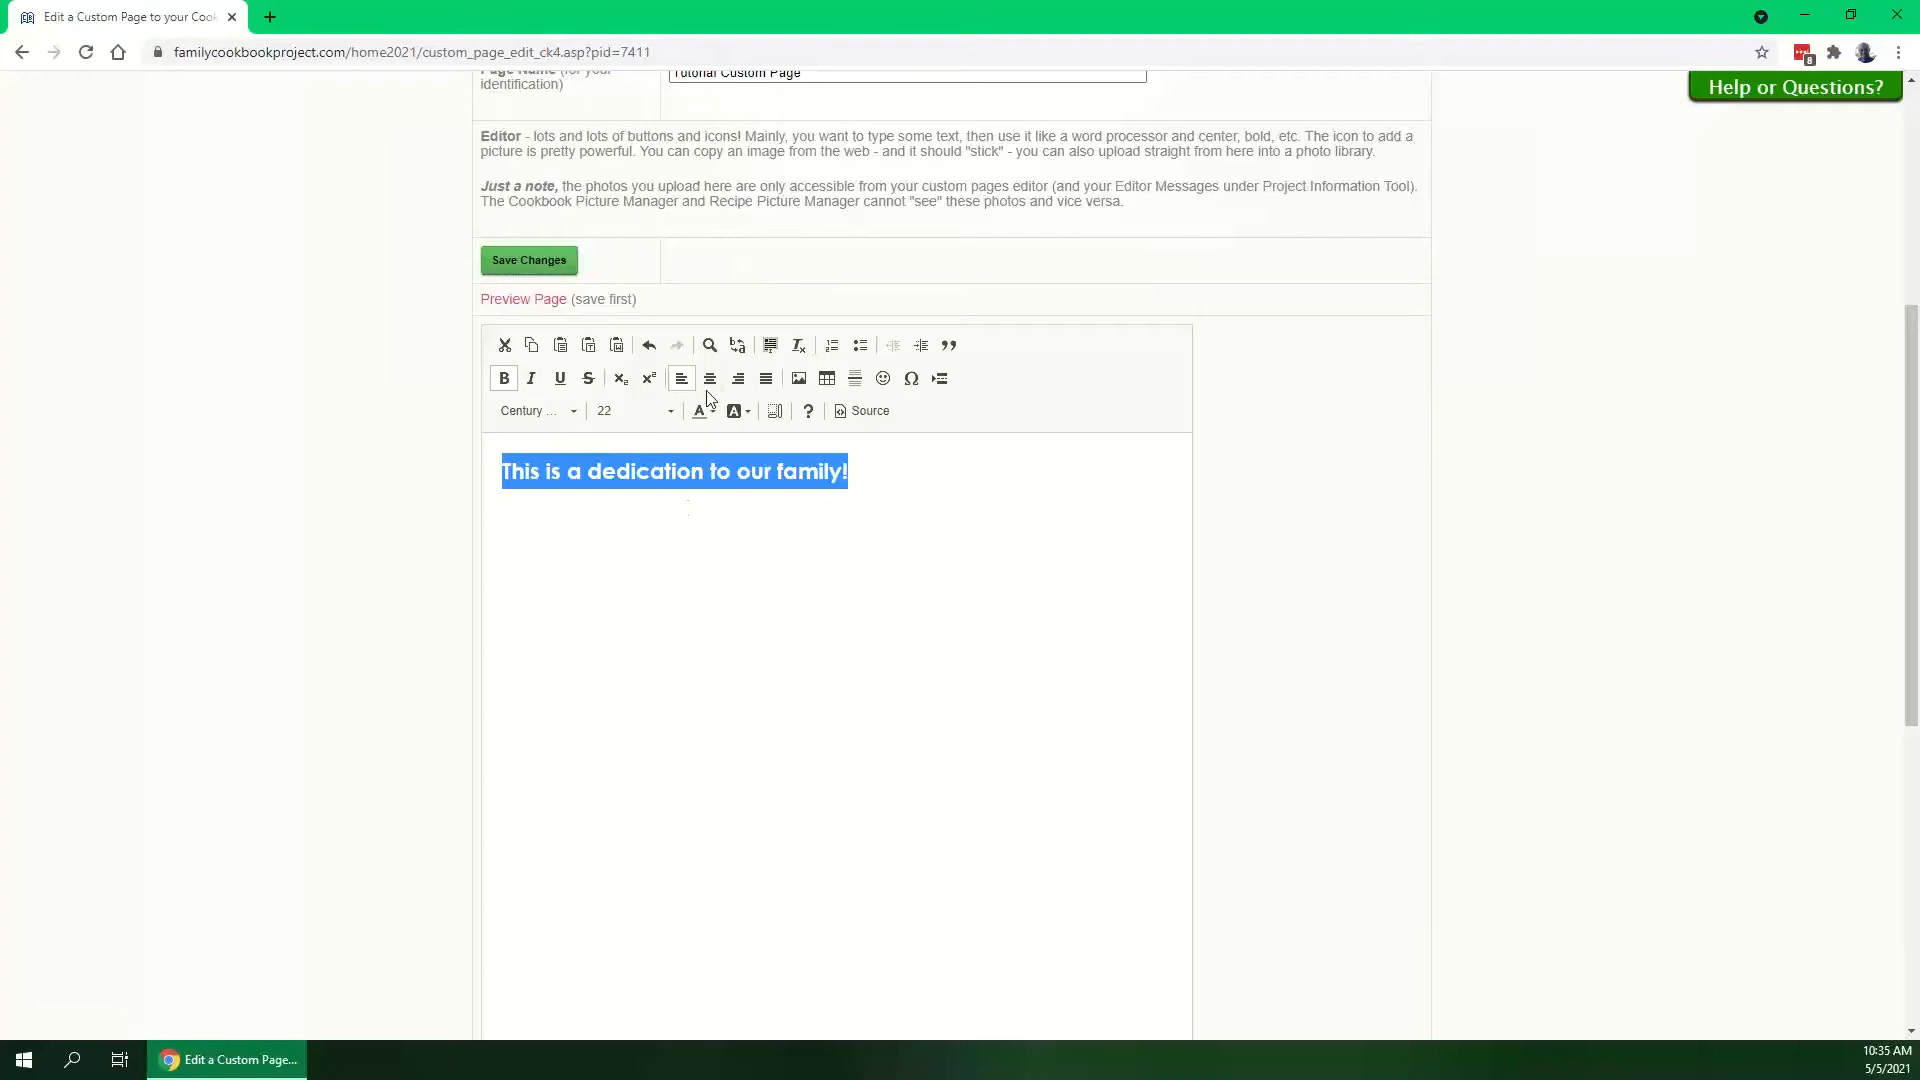 Edit a Custom Page to your Cook
familycookbookproject.com/home2021/custom_page_edit_ck4.asp?pid=7411
8
Help or Questions?
Page Name (for your
identification)
Tutorial Custom Page
Editor - lots and lots of buttons and icons! Mainly, you want to type some text, then use it like a word processor and center, bold, etc. The icon to add a
picture is pretty powerful. You can copy an image from the web - and it should "stick" - you can also upload straight from here into a photo library.
Just a note, the photos you upload here are only accessible from your custom pages editor (and your Editor Messages under Project Information Tool).
The Cookbook Picture Manager and Recipe Picture Manager cannot "see" these photos and vice versa.
Save Changes
Preview Page (save first)
Century ...
22
Source
This is a dedication to our family!
Edit a Custom Page...
10:35 AM
5/5/2021